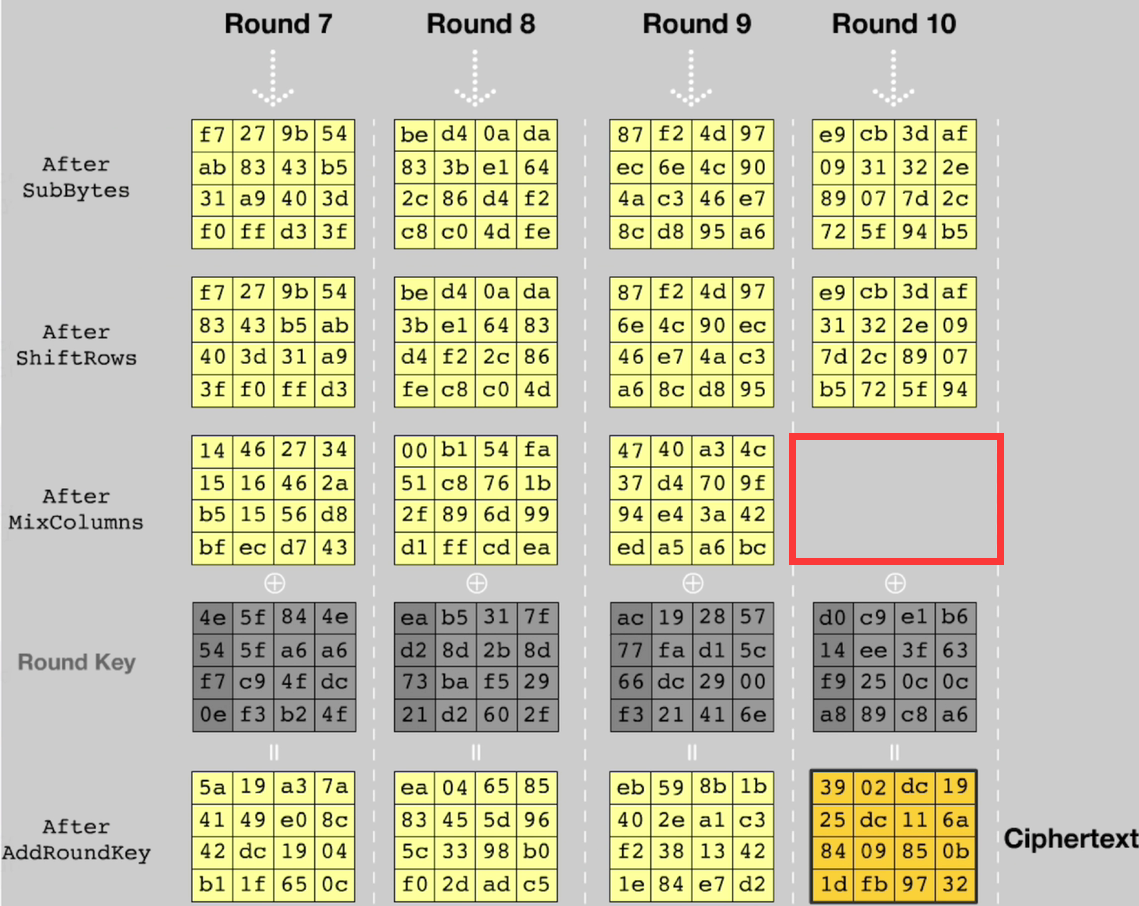 Round 7 Round 8 Round 9 Round 10
After
SubBytes
f7 27 9b 54 be d4 0a da 87 f2 4d 97 e9 cb 3d af
ab 83 43 b5 83 3b e1 64 ec 6e 4c 90 09 31 32 2e
31 a9 40 3d 2c 86 d4 f2 4a c3 46 e7 89 07 7d 2c
f0 ff d3 3f c8 c0 4d fe 8c d8 95 a6 72 5f 94 b5
After
ShiftRows
f7 27 9b 54 be d4 0a da 87 f2 4d 97 e9 cb 3d af
83 43 b5 ab 3b e1 64 83 6e 4c 90 ec 31 32 2e 09
40 3d 31 a9 d4 f2 2c 86 46 e7 4a c3 7d 2c 89 07
3f f0 ff d3 fe c8 c0 4d a6 8c d8 95 b5 72 5f 94
After
MixColumns
14 46 27 34 00 b1 54 fa 47 40 a3 4c
15 16 46 2a 51 c8 76 1b 37 d4 70 9f
b5 15 56 d8 2f 89 6d 99 94 e4 3a 42
bf ec d7 43 d1 ff cd ea ed a5 a6 bc
⊕ ⊕ ⊕ ⊕
Round Key
4e 5f 84 4e ea b5 31 7f ac 19 28 57 d0 c9 e1 b6
54 5f a6 a6 d2 8d 2b 8d 77 fa d1 5c 14 ee 3f 63
f7 c9 4f dc 73 ba f5 29 66 dc 29 00 f9 25 0c 0c
0e f3 b2 4f 21 d2 60 2f f3 21 41 6e a8 89 c8 a6
= = = =
After
AddRoundKey
5a 19 a3 7a ea 04 65 85 eb 59 8b 1b 39 02 dc 19
41 49 e0 8c 83 45 5d 96 40 2e a1 c3 25 dc 11 6a
42 dc 19 04 5c 33 98 b0 f2 38 13 42 84 09 85 0b
b1 1f 65 0c f0 2d ad c5 1e 84 e7 d2 1d fb 97 32
Ciphertext